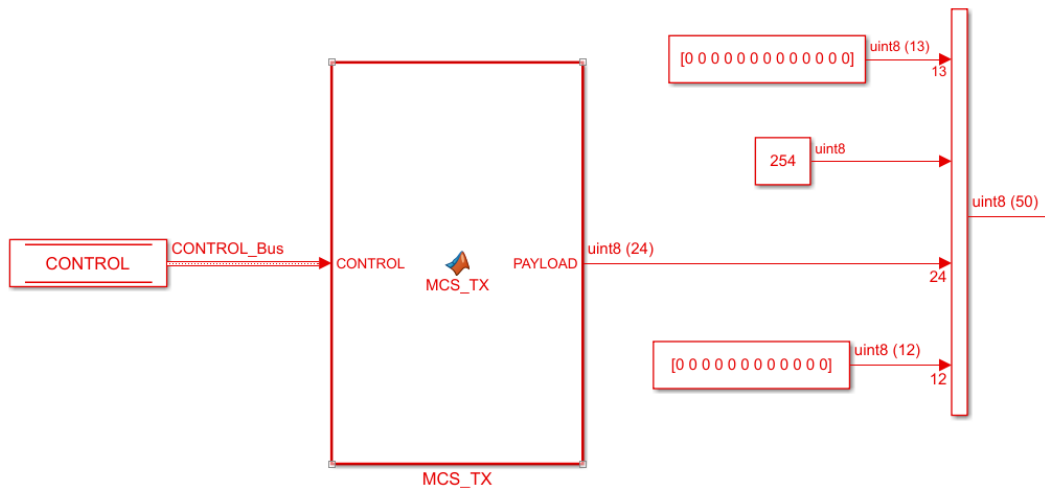 [0 0 0 0 0 0 0 0 0 0 0 0 0]
uint8 (13)
13
254
uint8
uint8 (50)
CONTROL
CONTROL_Bus
CONTROL
MCS_TX
PAYLOAD
uint8 (24)
24
[0 0 0 0 0 0 0 0 0 0 0 0]
uint8 (12)
12
MCS_TX